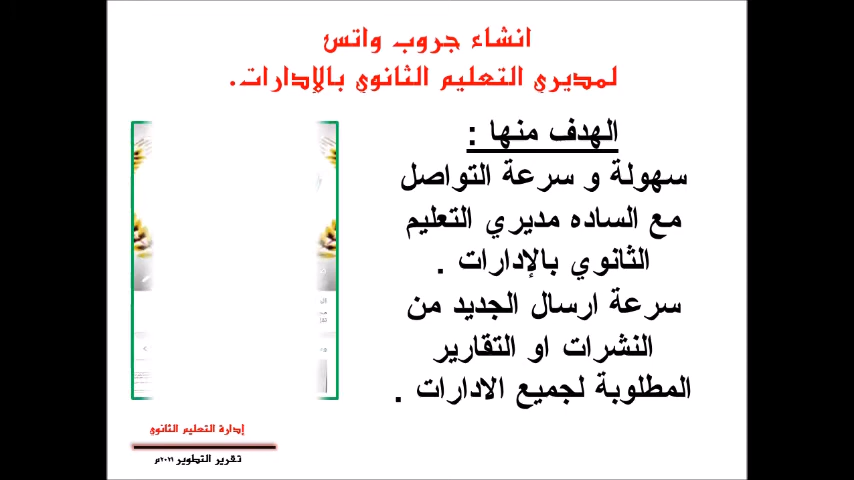 انشاء جروب واتس
لمديري التعليم الثانوي بالإدارات.
الهدف منها :
سهولة و سرعة التواصل
مع الساده مديري التعليم
الثانوي بالإدارات .
سرعة ارسال الجديد من
النشرات او التقارير
المطلوبة لجميع الادارات .
إدارة التعليم الثانوي
تقرير التطوير ٢٠٢١م